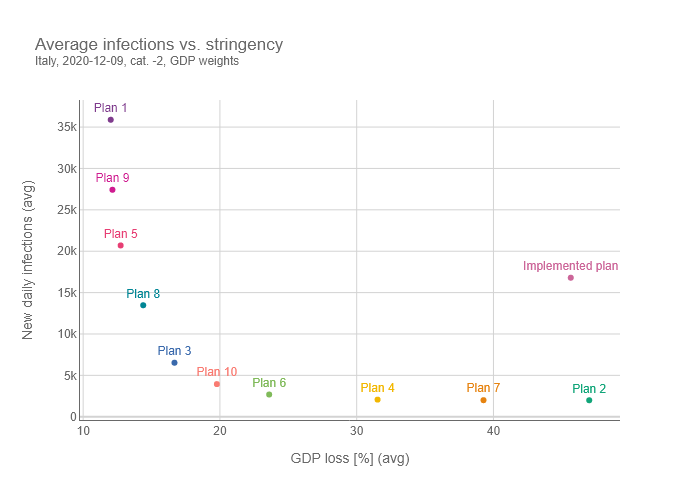 Average infections vs. stringency
Italy, 2020-12-09, cat. -2, GDP weights
New daily infections (avg)
35k
30k
25k
20k
15k
10k
5k
0
Plan 1
Plan 9
Plan 5
Implemented plan
Plan 8
Plan 3
Plan 10
Plan 6
Plan 4
Plan 7
Plan 2
10
20
30
40
GDP loss [%] (avg)